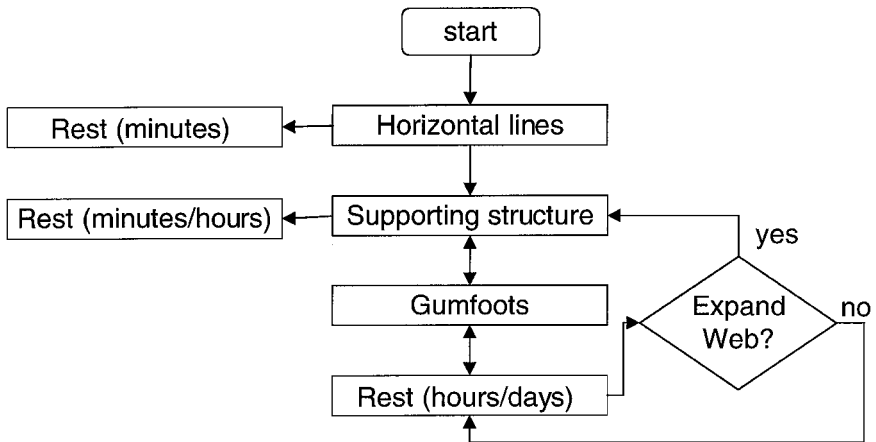 start
Rest (minutes)
Horizontal lines
Rest (minutes/hours)
Supporting structure
yes
Gumfoots
Expand
Web?
no
Rest (hours/days)